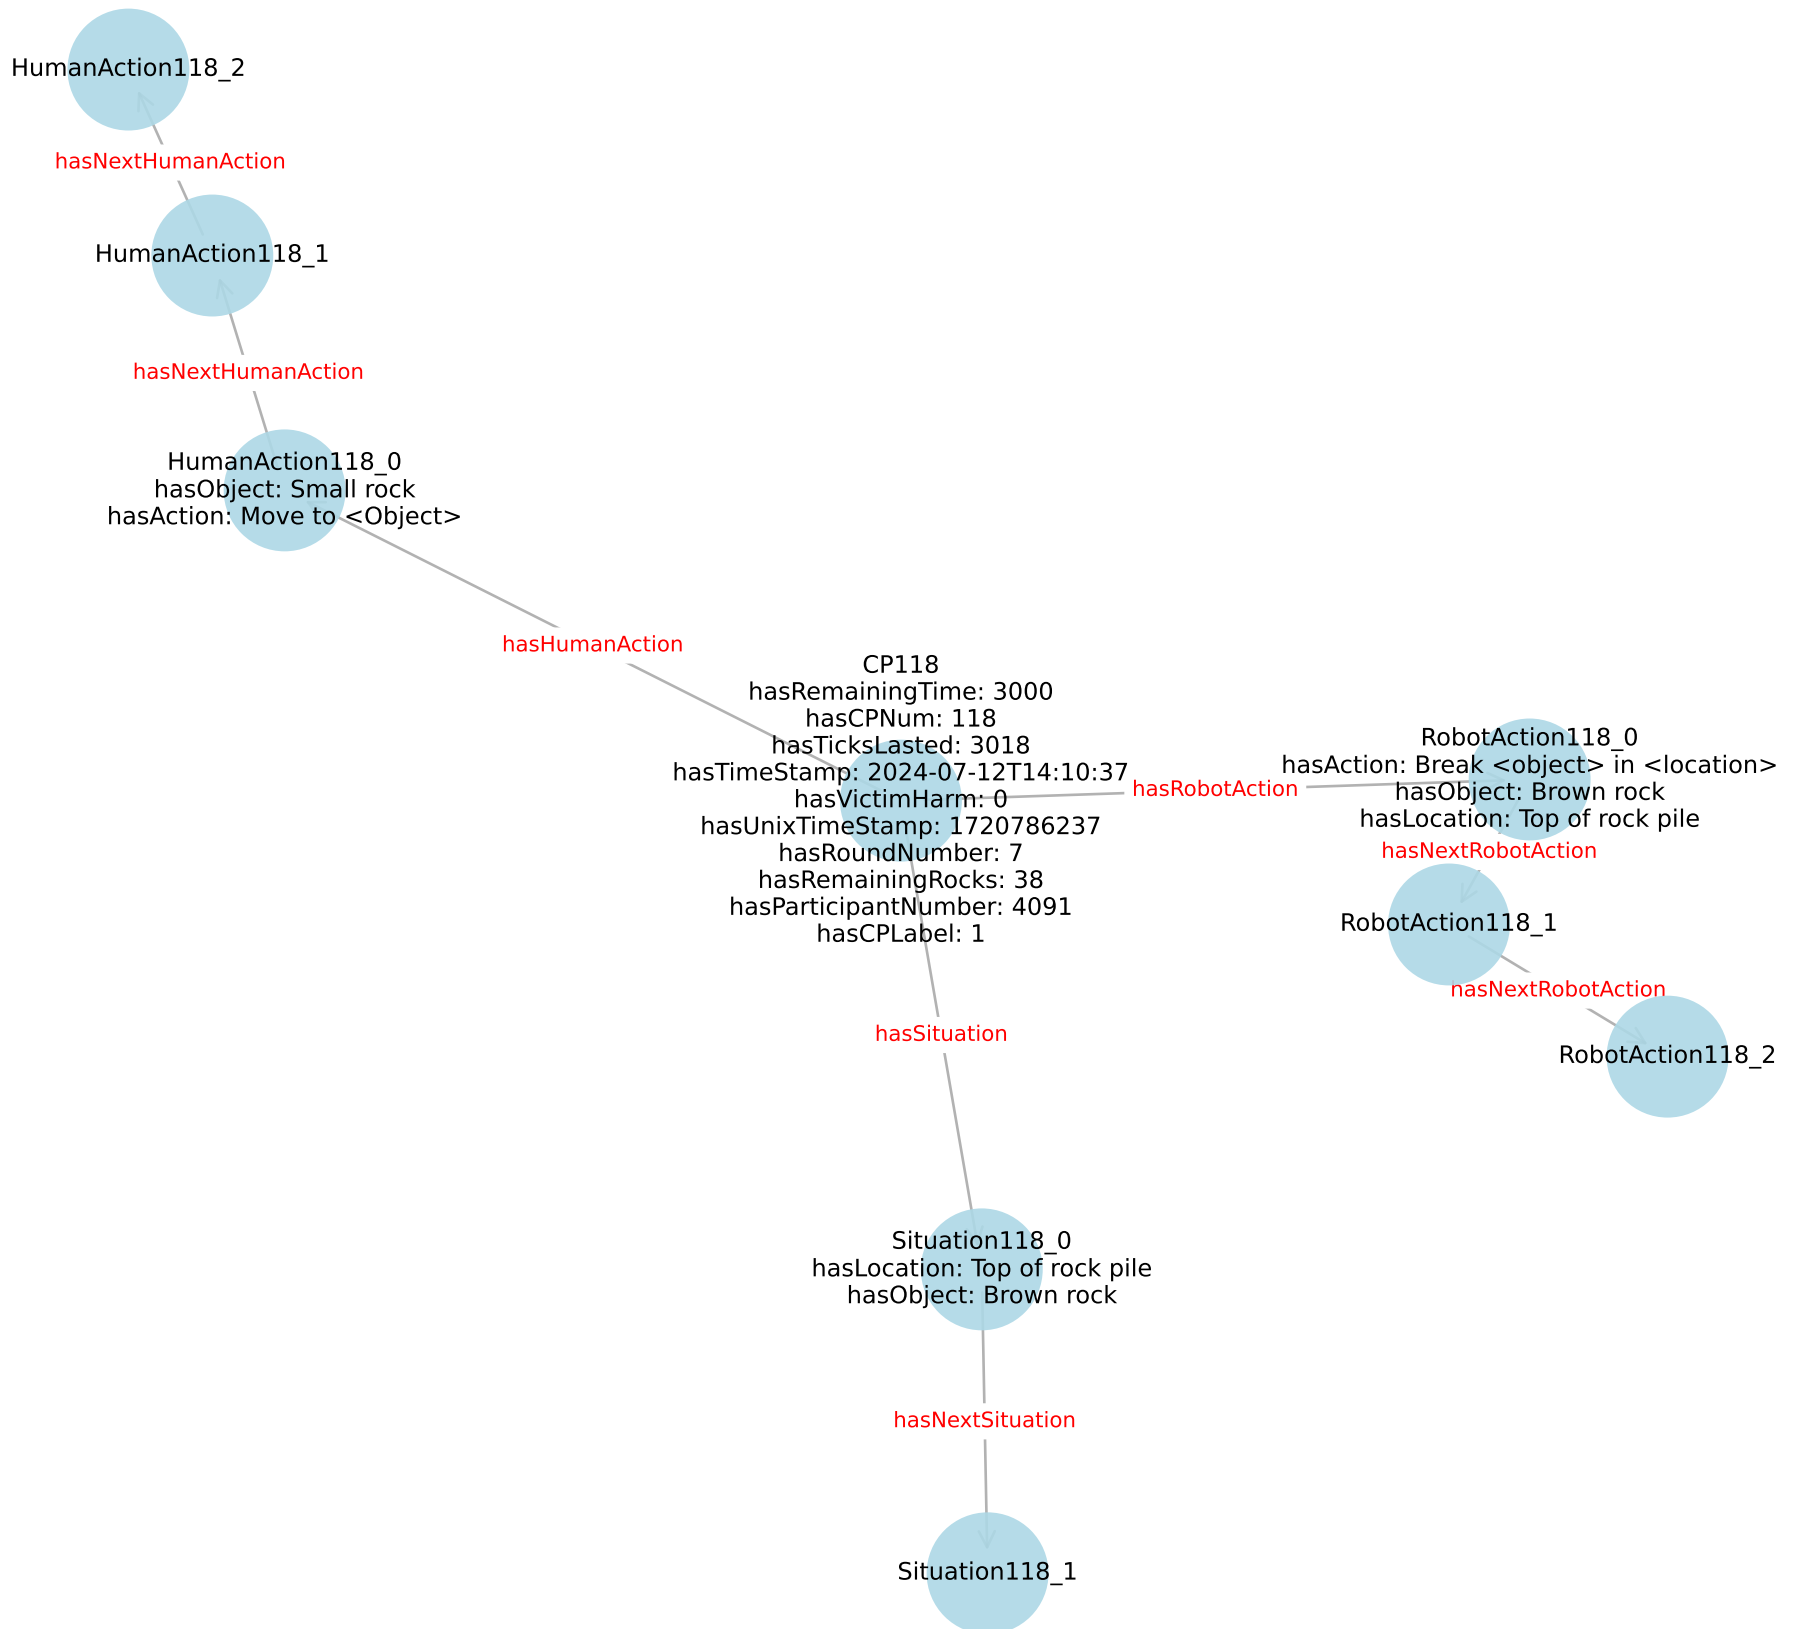 HumanAction118_2
hasNextHumanAction
HumanAction118_1
hasNextHumanAction
HumanAction118_0
hasObject: Small rock
hasAction: Move to <Object>
hasHumanAction
CP118
hasRemainingTime: 3000
hasCPNum: 118
hasTicksLasted: 3018
hasTimeStamp: 2024-07-12T14:10:37
hasVictimHarm: 0
hasUnixTimeStamp: 1720786237
hasRoundNumber: 7
hasRemainingRocks: 38
hasParticipantNumber: 4091
hasCPLabel: 1
hasRobotAction
RobotAction118_0
hasAction: Break <object> in <location>
hasObject: Brown rock
hasLocation: Top of rock pile
hasNextRobotAction
RobotAction118_1
hasNextRobotAction
RobotAction118_2
hasSituation
Situation118_0
hasLocation: Top of rock pile
hasObject: Brown rock
hasNextSituation
Situation118_1